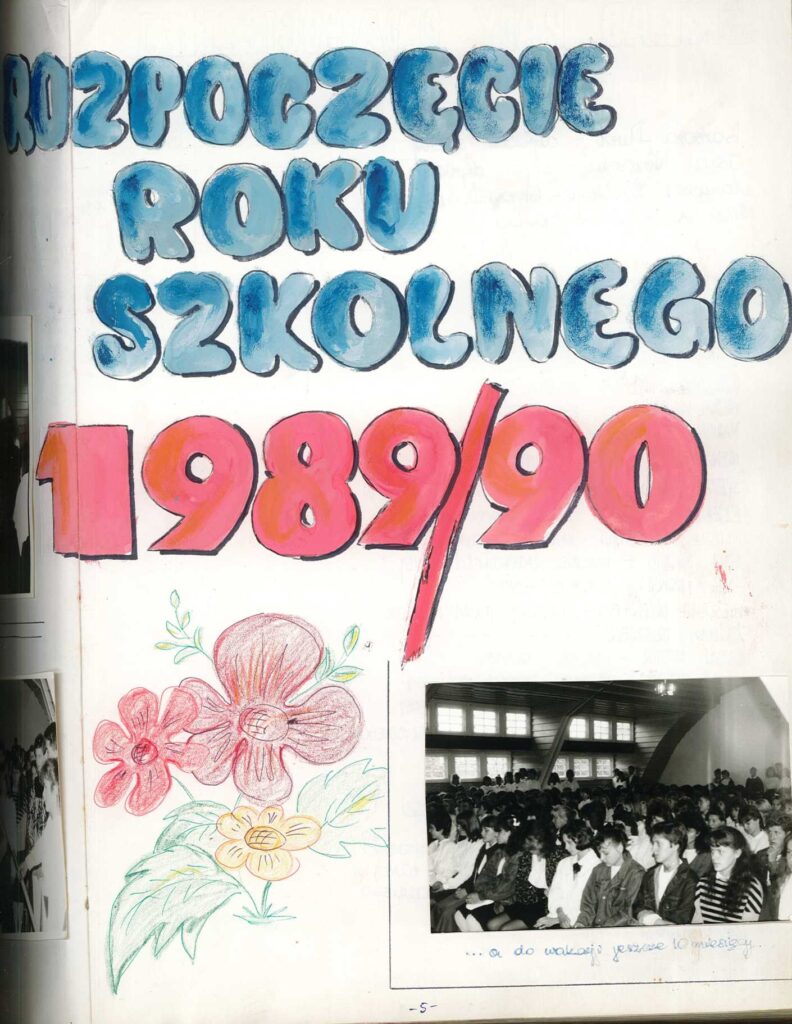 ROZPOCZĘCIE
ROKU
SZKOLNEGO
1989/90
...a do wakacji jeszcze 10 miesięcy...
-5-